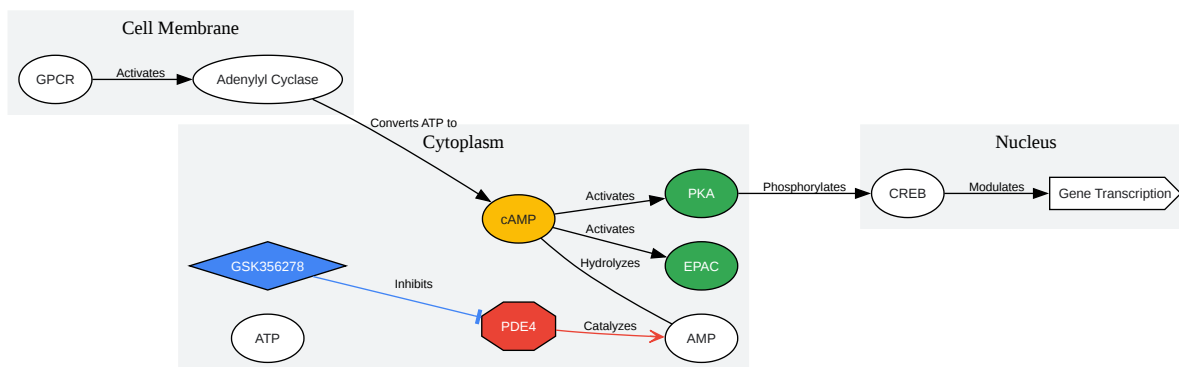 Cell Membrane
GPCR
Activates
Adenylyl Cyclase
Converts ATP to
Cytoplasm
Nucleus
cAMP
Activates
PKA
Phosphorylates
CREB
Modulates
Gene Transcription
Activates
EPAC
Hydrolyzes
GSK356278
Inhibits
PDE4
Catalyzes
AMP
ATP